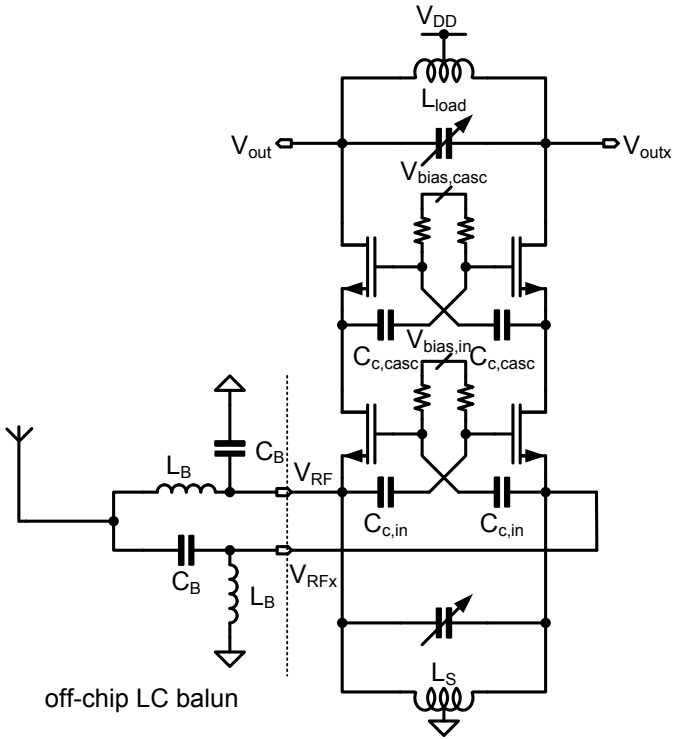 VDD
Lload
Vout
Voutx
Vbias,casc
Cc,casc
Cc,casc
Vbias,in
CB
LB
VRF
Cc,in
Cc,in
CB
LB
VRFx
LS
off-chip LC balun